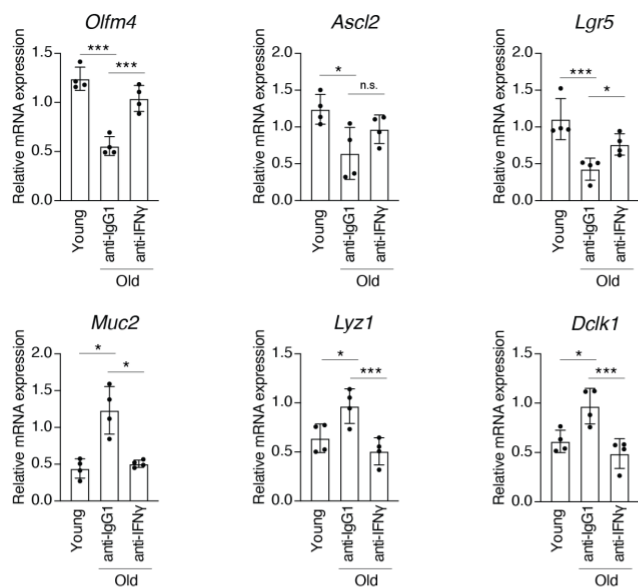 Olfm4
Relative mRNA expression
1.5
1.0
0.5
0.0
***
***
Young
anti-IgG1
anti-IFNγ
Old
Ascl2
Relative mRNA expression
2.0
1.5
1.0
0.5
0.0
*
n.s.
Young
anti-IgG1
anti-IFNγ
Old
Lgr5
Relative mRNA expression
2.0
1.5
1.0
0.5
0.0
***
*
Young
anti-IgG1
anti-IFNγ
Old
Muc2
Relative mRNA expression
2.0
1.5
1.0
0.5
0.0
*
*
Young
anti-IgG1
anti-IFNγ
Old
Lyz1
Relative mRNA expression
1.5
1.0
0.5
0.0
*
***
Young
anti-IgG1
anti-IFNγ
Old
Dclk1
Relative mRNA expression
1.5
1.0
0.5
0.0
*
***
Young
anti-IgG1
anti-IFNγ
Old